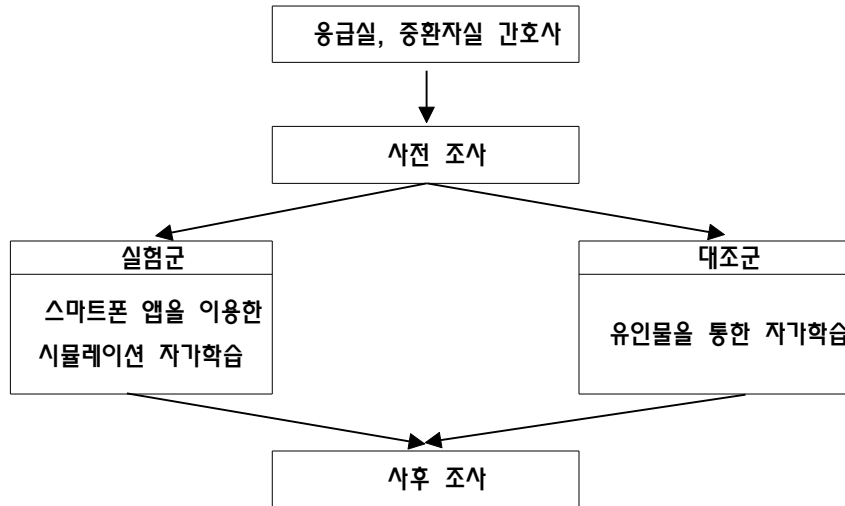 응급실, 중환자실 간호사
사전 조사
실험군
대조군
스마트폰 앱을 이용한
시뮬레이션 자가학습
유인물을 통한 자가학습
사후 조사